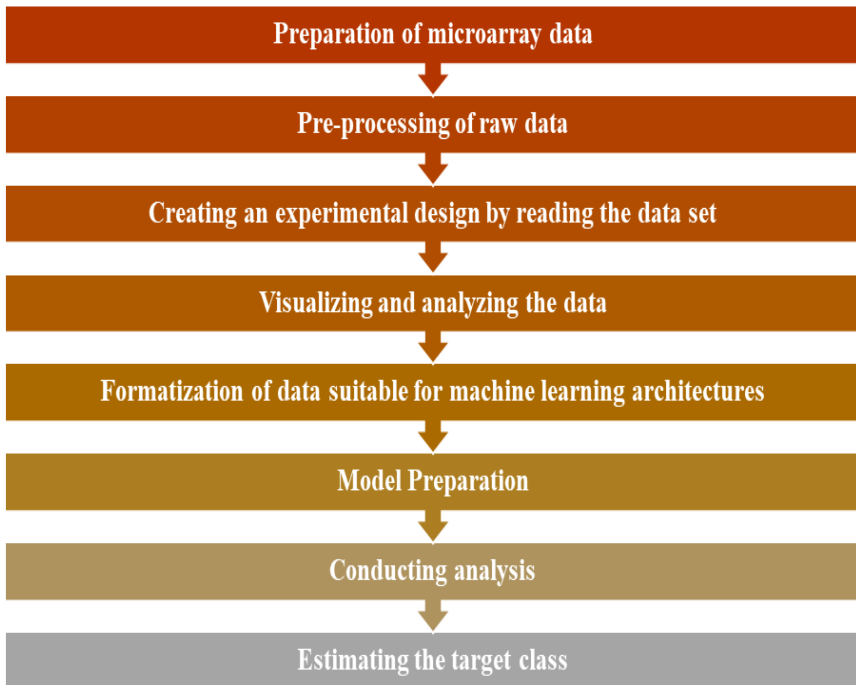 Preparation of microarray data
Pre-processing of raw data
Creating an experimental design by reading the data set
Visualizing and analyzing the data
Formatization of data suitable for machine learning architectures
Model Preparation
Conducting analysis
Estimating the target class